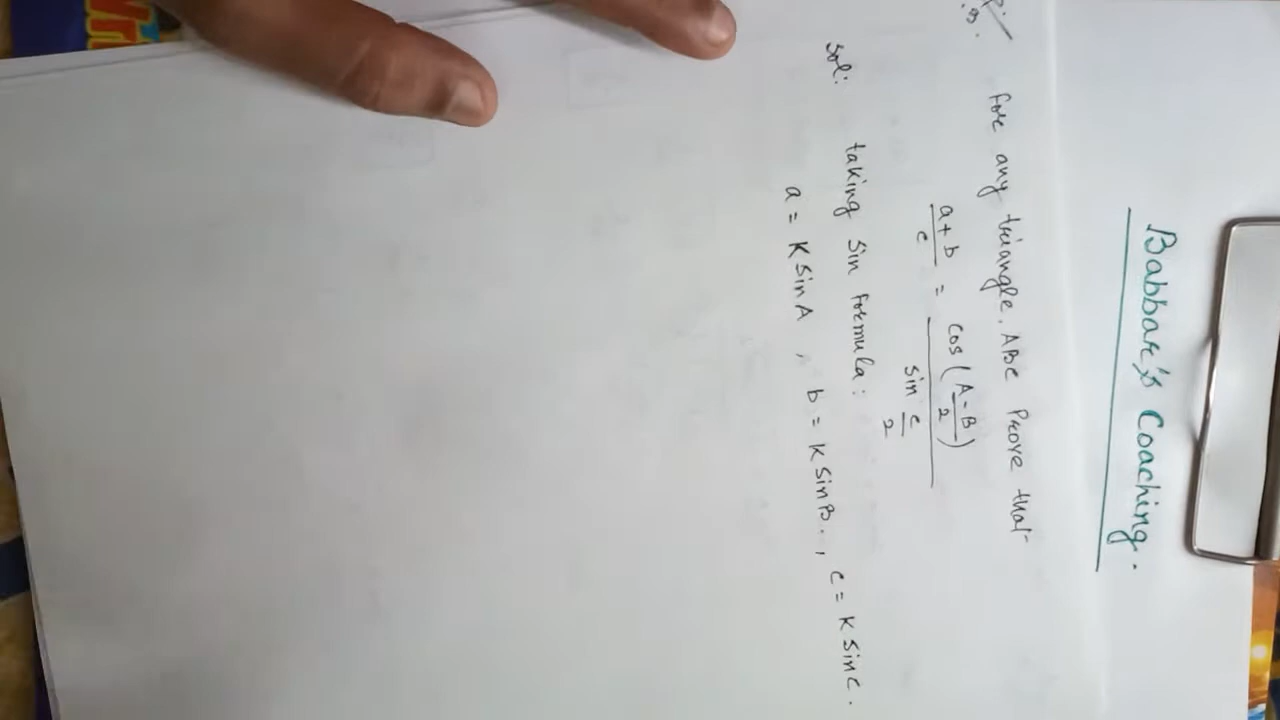 Babbar's Coaching.
For any triangle, ABC Prove that
a+b/c = cos(A-B/2)/sin c/2
Sol: taking Sin Formula:
a = K sin A , b = K sin B. , c = K sin c.